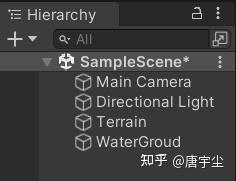 Hierarchy
All
SampleScene*
Main Camera
Directional Light
Terrain
WaterGroud
知乎 @唐宇尘